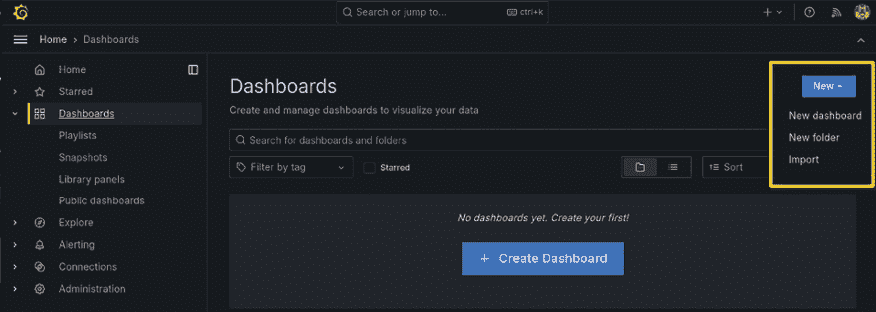 Search or jump to...
ctrl+k
Home > Dashboards
Home
Starred
Dashboards
Playlists
Snapshots
Library panels
Public dashboards
Explore
Alerting
Connections
Administration
Dashboards
Create and manage dashboards to visualize your data
Search for dashboards and folders
Filter by tag
Starred
Sort
New
New dashboard
New folder
Import
No dashboards yet. Create your first!
+ Create Dashboard